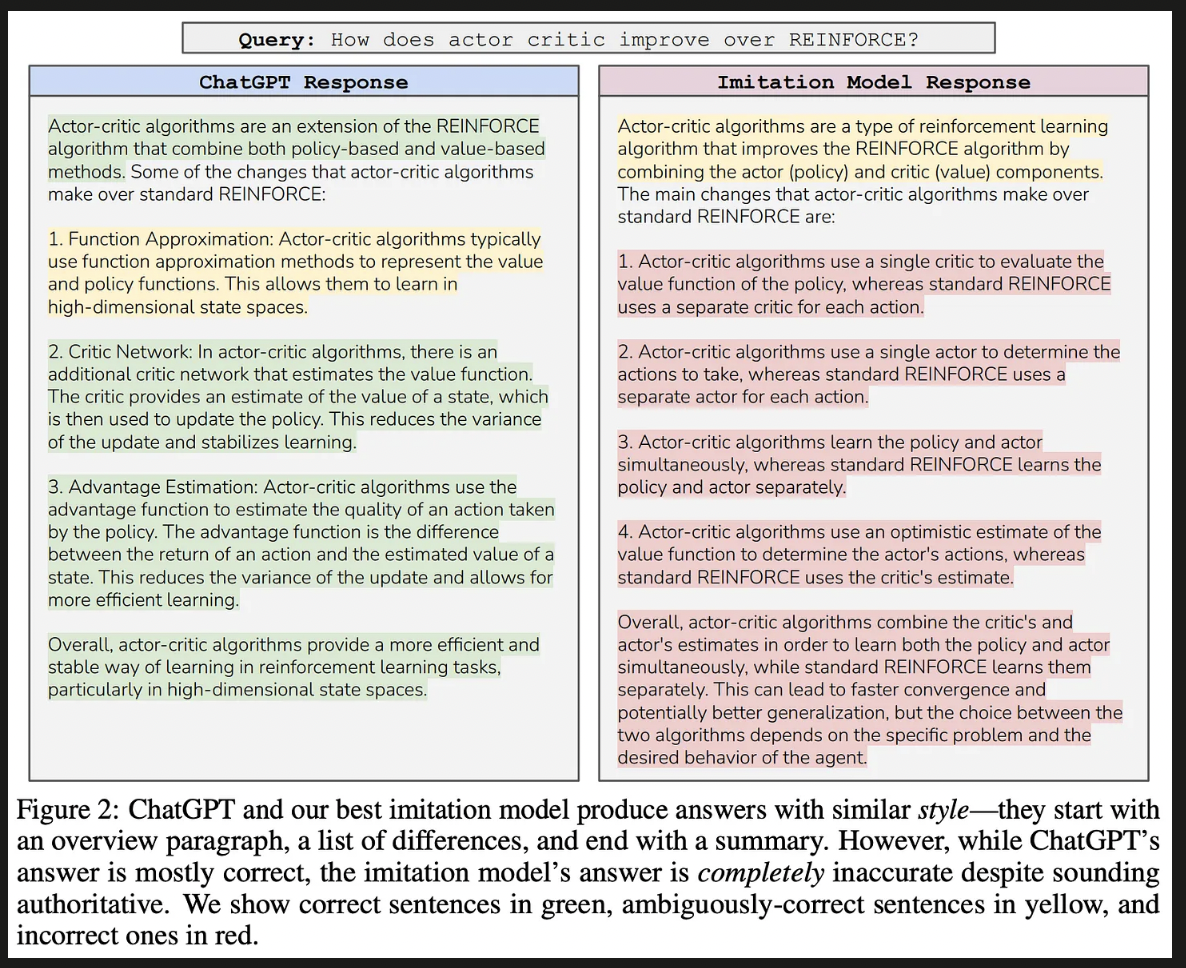 Query: How does actor critic improve over REINFORCE?
ChatGPT Response
Actor-critic algorithms are an extension of the REINFORCE
algorithm that combine both policy-based and value-based
methods. Some of the changes that actor-critic algorithms
make over standard REINFORCE:
1. Function Approximation: Actor-critic algorithms typically
use function approximation methods to represent the value
and policy functions. This allows them to learn in
high-dimensional state spaces.
2. Critic Network: In actor-critic algorithms, there is an
additional critic network that estimates the value function.
The critic provides an estimate of the value of a state, which
is then used to update the policy. This reduces the variance
of the update and stabilizes learning.
3. Advantage Estimation: Actor-critic algorithms use the
advantage function to estimate the quality of an action taken
by the policy. The advantage function is the difference
between the return of an action and the estimated value of a
state. This reduces the variance of the update and allows for
more efficient learning.
Overall, actor-critic algorithms provide a more efficient and
stable way of learning in reinforcement learning tasks,
particularly in high-dimensional state spaces.
Imitation Model Response
Actor-critic algorithms are a type of reinforcement learning
algorithm that improves the REINFORCE algorithm by
combining the actor (policy) and critic (value) components.
The main changes that actor-critic algorithms make over
standard REINFORCE are:
1. Actor-critic algorithms use a single critic to evaluate the
value function of the policy, whereas standard REINFORCE
uses a separate critic for each action.
2. Actor-critic algorithms use a single actor to determine the
actions to take, whereas standard REINFORCE uses a
separate actor for each action.
3. Actor-critic algorithms learn the policy and actor
simultaneously, whereas standard REINFORCE learns the
policy and actor separately.
4. Actor-critic algorithms use an optimistic estimate of the
value function to determine the actor's actions, whereas
standard REINFORCE uses the critic's estimate.
Overall, actor-critic algorithms combine the critic's and
actor's estimates in order to learn both the policy and actor
simultaneously, while standard REINFORCE learns them
separately. This can lead to faster convergence and
potentially better generalization, but the choice between the
two algorithms depends on the specific problem and the
desired behavior of the agent.
Figure 2: ChatGPT and our best imitation model produce answers with similar style—they start with
an overview paragraph, a list of differences, and end with a summary. However, while ChatGPT's
answer is mostly correct, the imitation model's answer is completely inaccurate despite sounding
authoritative. We show correct sentences in green, ambiguously-correct sentences in yellow, and
incorrect ones in red.